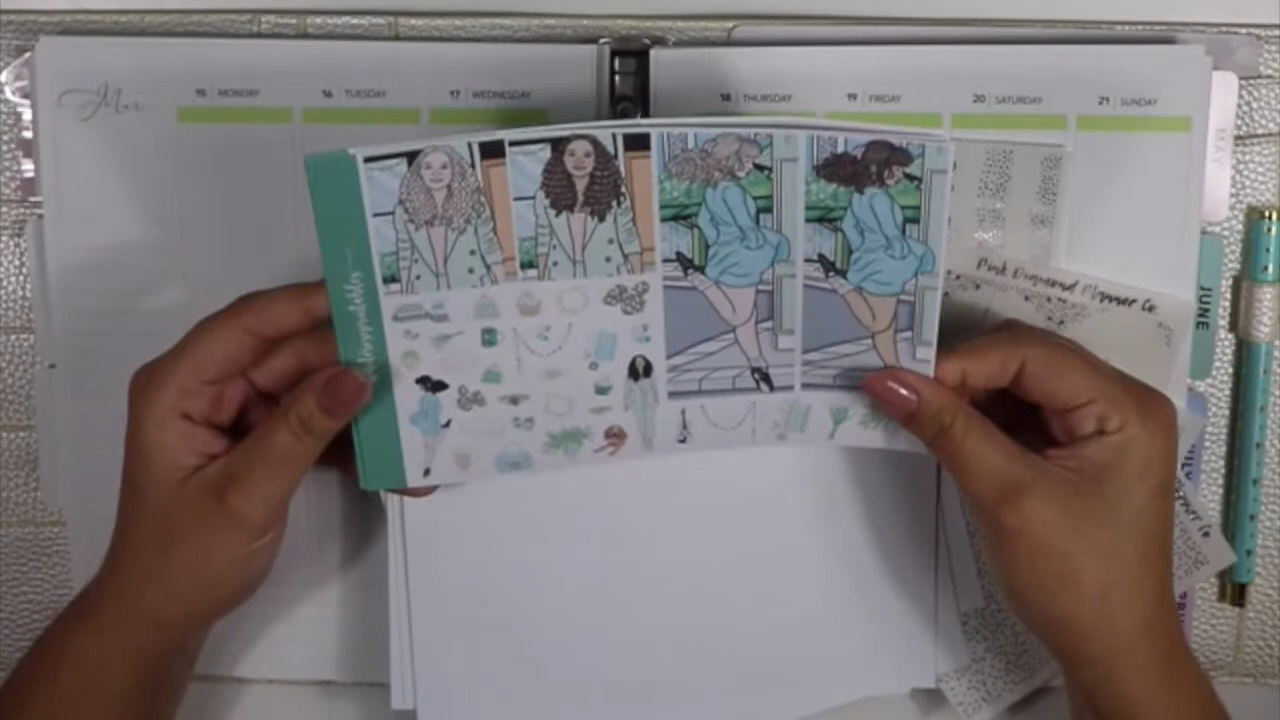 Mar
15 MONDAY
16 TUESDAY
17 WEDNESDAY
18 THURSDAY
19 FRIDAY
20 SATURDAY
21 SUNDAY
MAY
JUNE
Pink Diamond Planner Co.